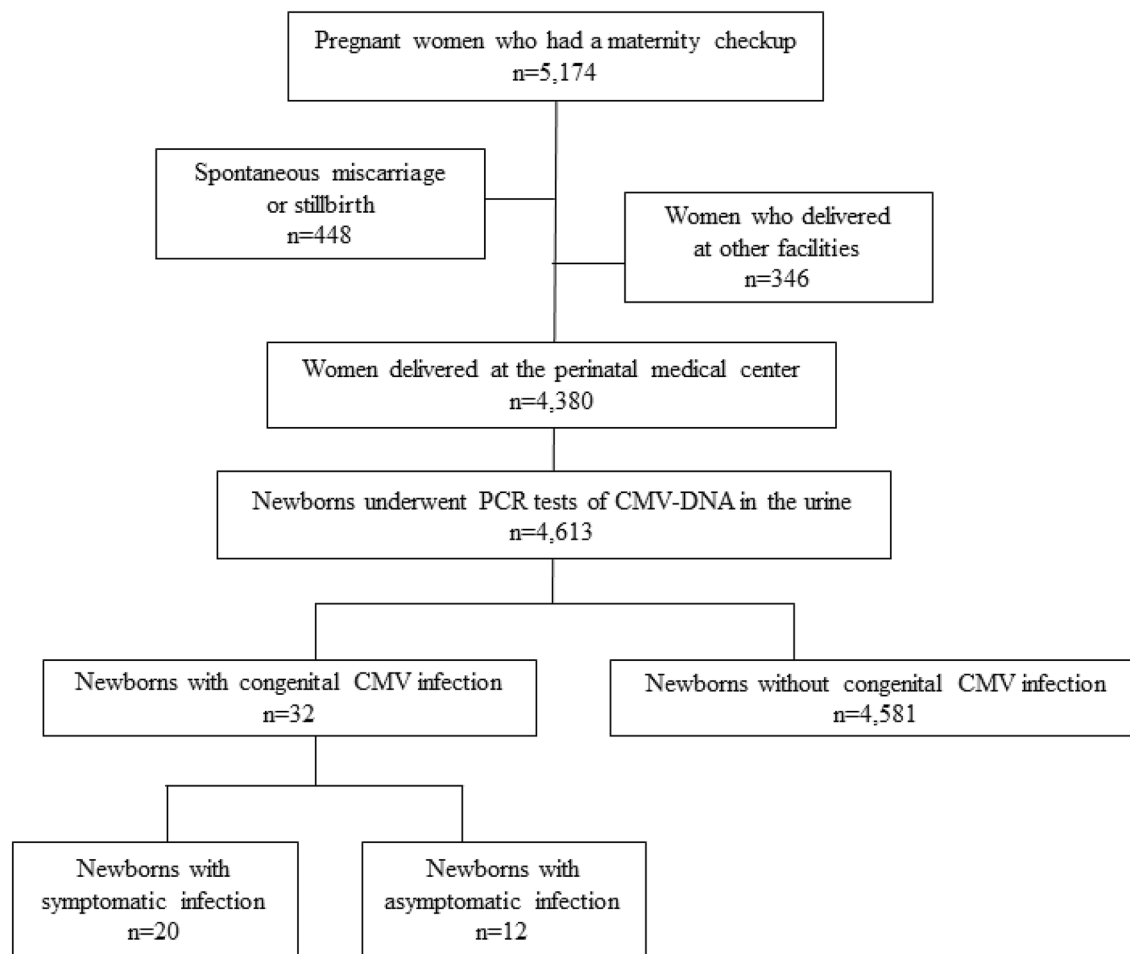 Pregnant women who had a maternity checkup
n=5,174
Spontaneous miscarriage
or stillbirth
n=448
Women who delivered
at other facilities
n=346
Women delivered at the perinatal medical center
n=4,380
Newborns underwent PCR tests of CMV-DNA in the urine
n=4,613
Newborns with congenital CMV infection
n=32
Newborns without congenital CMV infection
n=4,581
Newborns with
symptomatic infection
n=20
Newborns with
asymptomatic infection
n=12